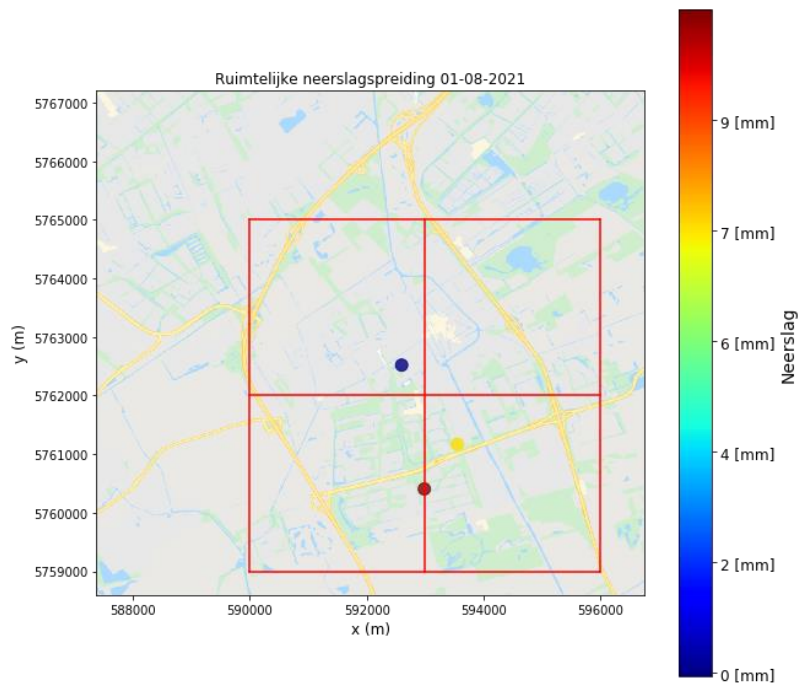 Ruimtelijke neerslagspreiding 01-08-2021
5767000
5766000
5765000
5764000
5763000
5762000
5761000
5760000
5759000
y (m)
588000 590000 592000 594000 596000
x (m)
9 [mm]
7 [mm]
6 [mm]
4 [mm]
2 [mm]
0 [mm]
Neerslag